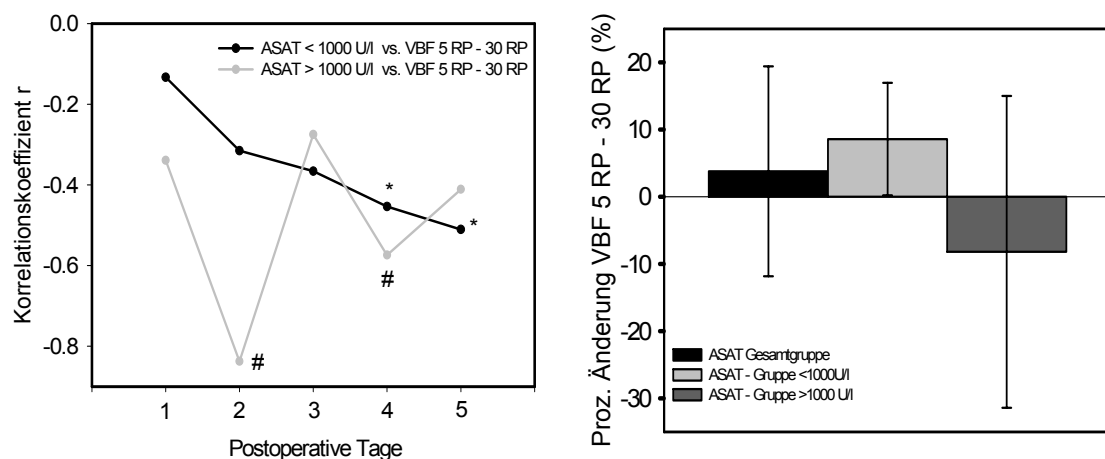 Korrelationskoeffizient r
0.0
-0.2
-0.4
-0.6
-0.8
ASAT < 1000 U/l vs. VBF 5 RP - 30 RP
ASAT > 1000 U/l vs. VBF 5 RP - 30 RP
*
*
#
#
1 2 3 4 5
Postoperative Tage
Proz. Änderung VBF 5 RP - 30 RP (%)
20
10
0
-10
-20
-30
ASAT Gesamtgruppe
ASAT - Gruppe <1000U/l
ASAT - Gruppe >1000 U/l